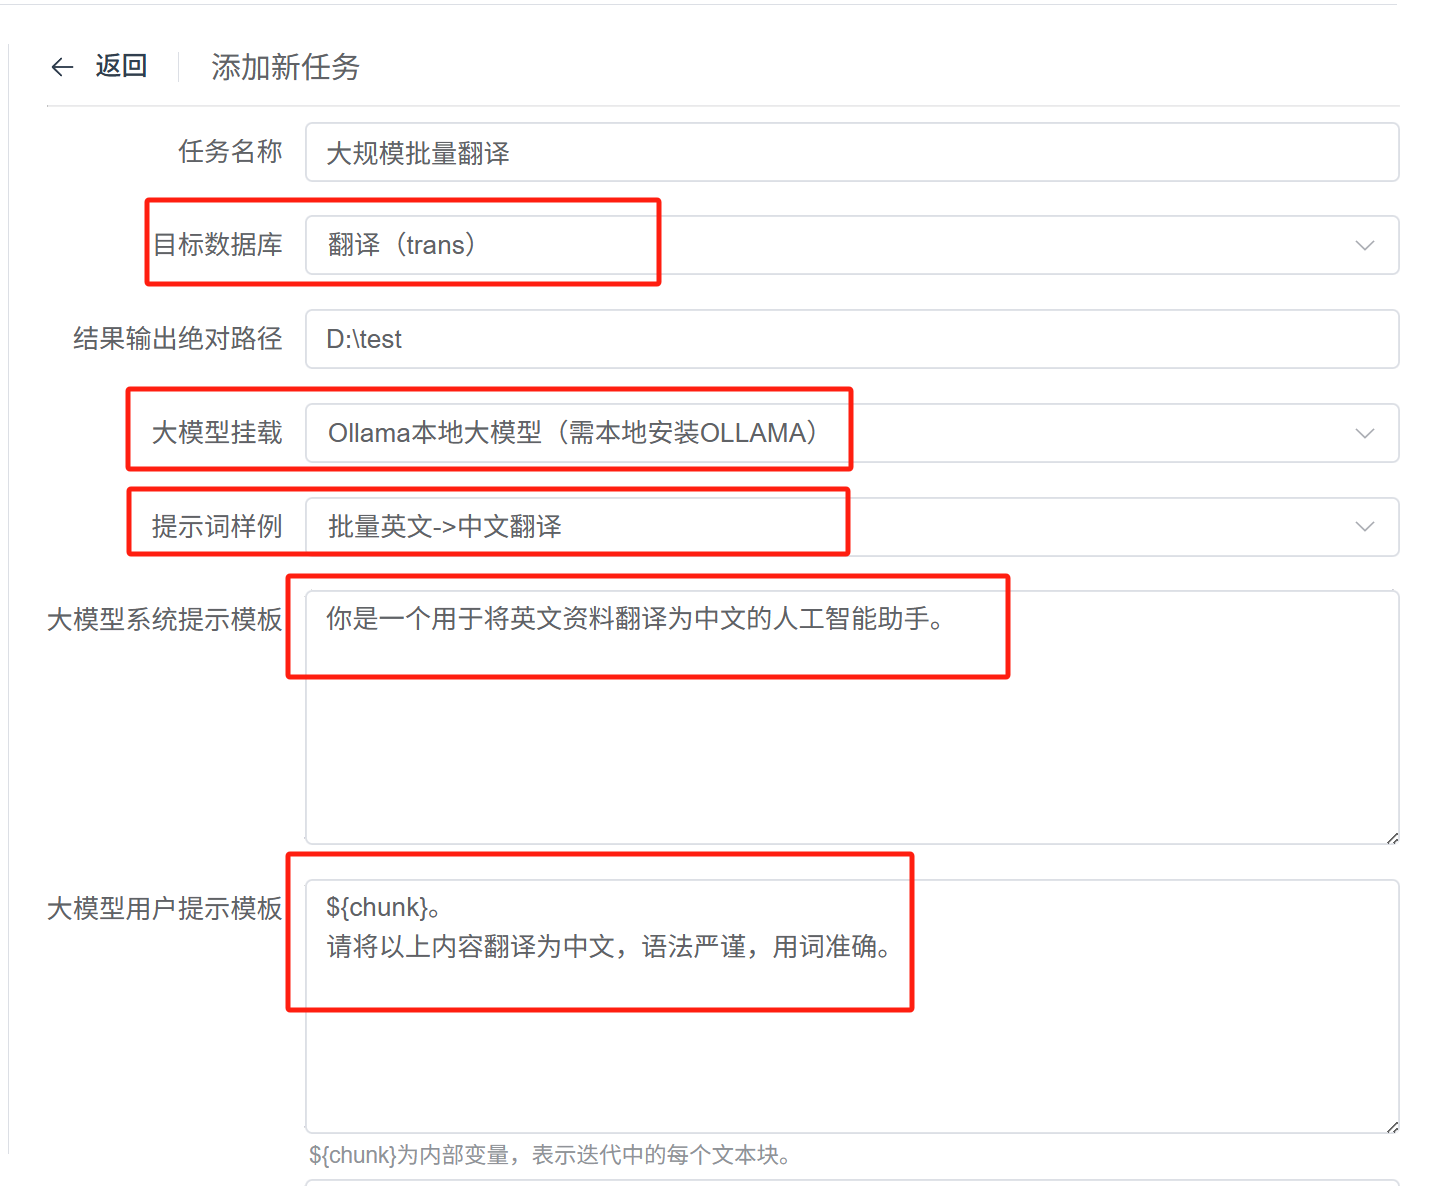 返回 添加新任务
任务名称 大规模批量翻译
目标数据库 翻译（trans）
结果输出绝对路径 D:\test
大模型挂载 Ollama本地大模型（需本地安装OLLAMA）
提示词样例 批量英文->中文翻译
大模型系统提示模板 你是一个用于将英文资料翻译为中文的人工智能助手。
大模型用户提示模板 ${chunk}。
请将以上内容翻译为中文，语法严谨，用词准确。
${chunk}为内部变量，表示迭代中的每个文本块。